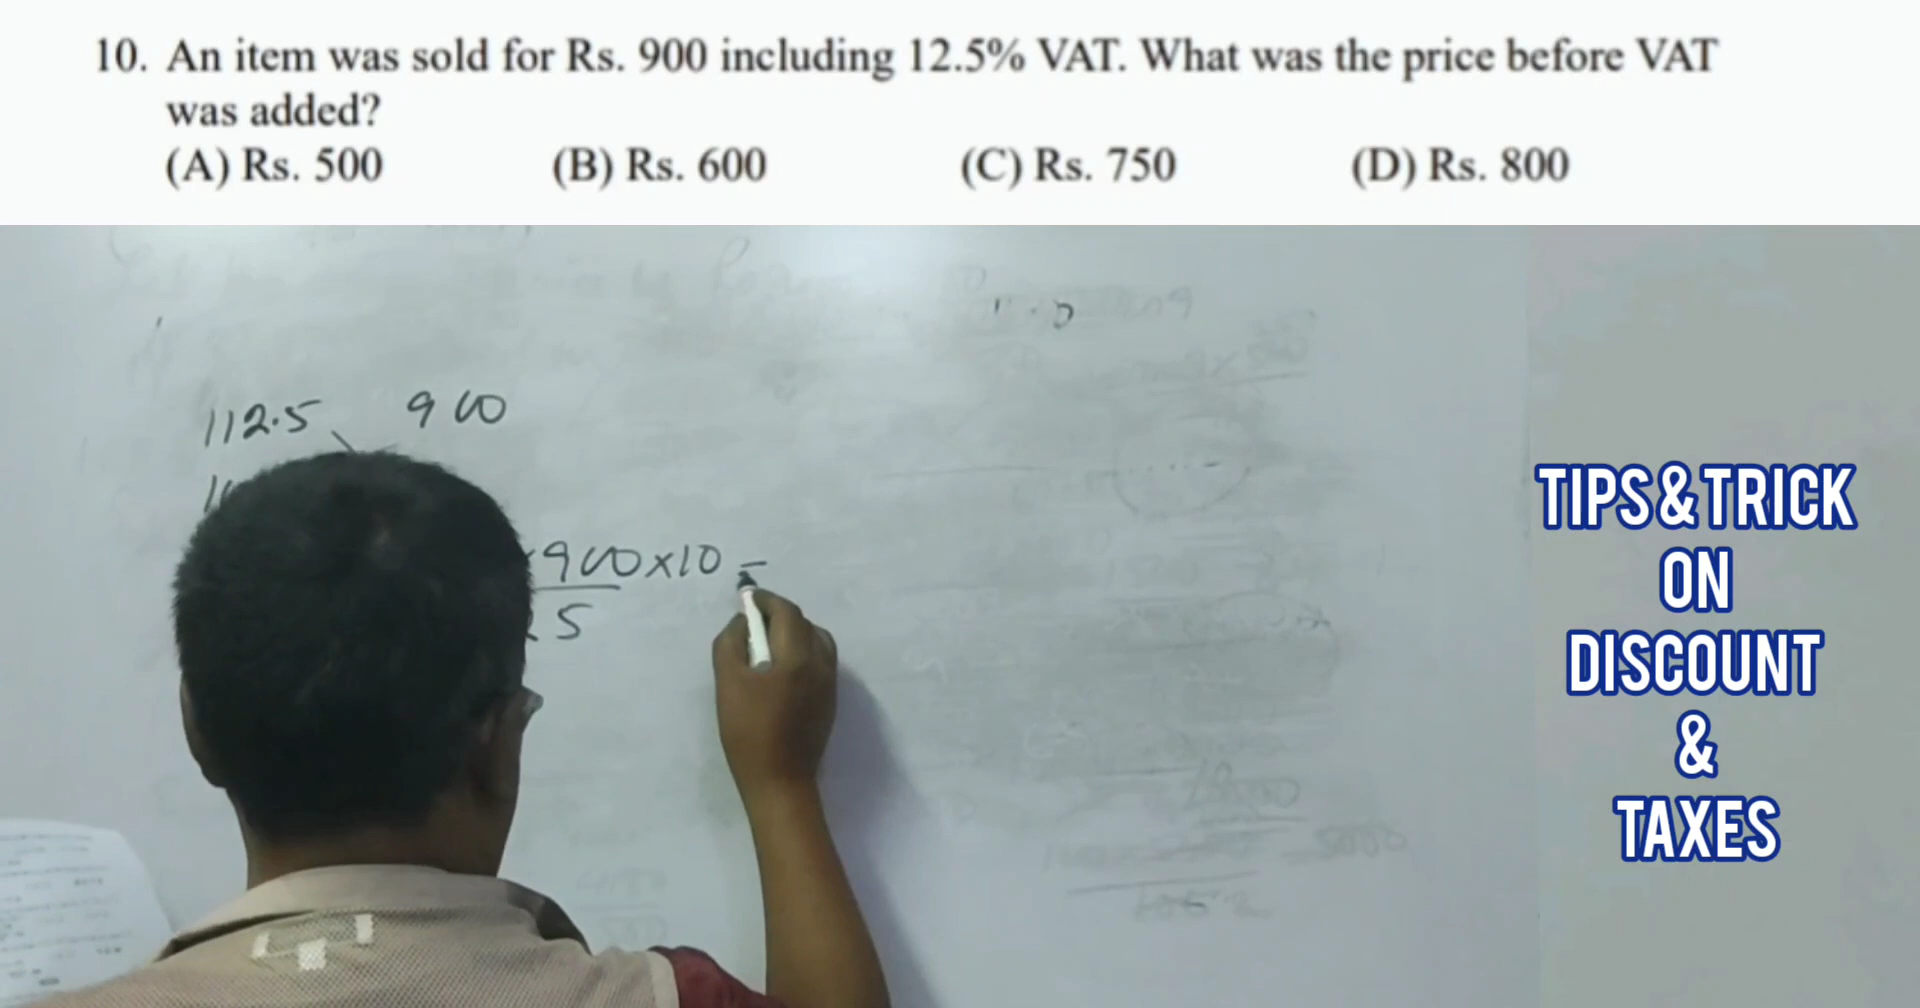 10. An item was sold for Rs. 900 including 12.5% VAT. What was the price before VAT
was added?
(A) Rs. 500 (B) Rs. 600 (C) Rs. 750 (D) Rs. 800
112.5 900
×900×10 =
5
TIPS&TRICK
ON
DISCOUNT
&
TAXES